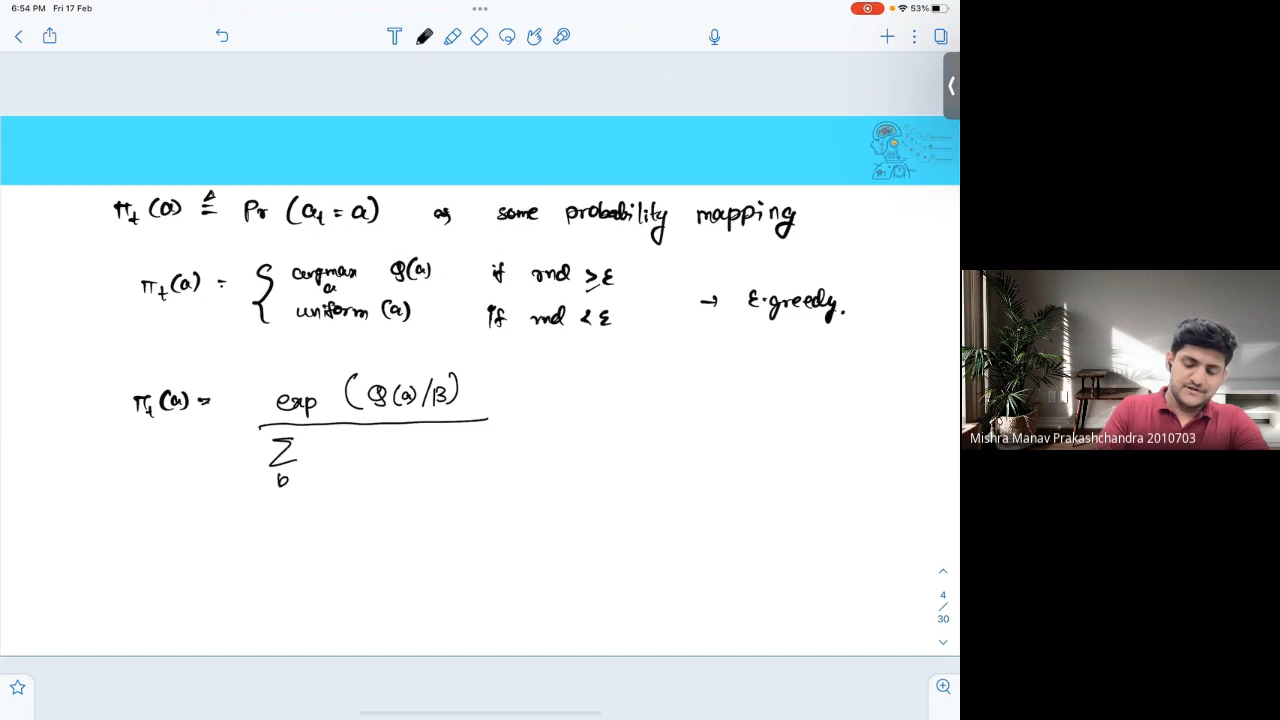 6:54 PM Fri 17 Feb
53%
T
π_t(a) ≜ Pr (a_t = a) as some probability mapping
π_t(a) = { argmax_a Q(a) if rnd ≥ ε
uniform (a) if rnd < ε → ε-greedy.
π_t(a) = exp (Q(a)/β)
Σ_b
4
/
30
Mishra Manav Prakashchandra 2010703